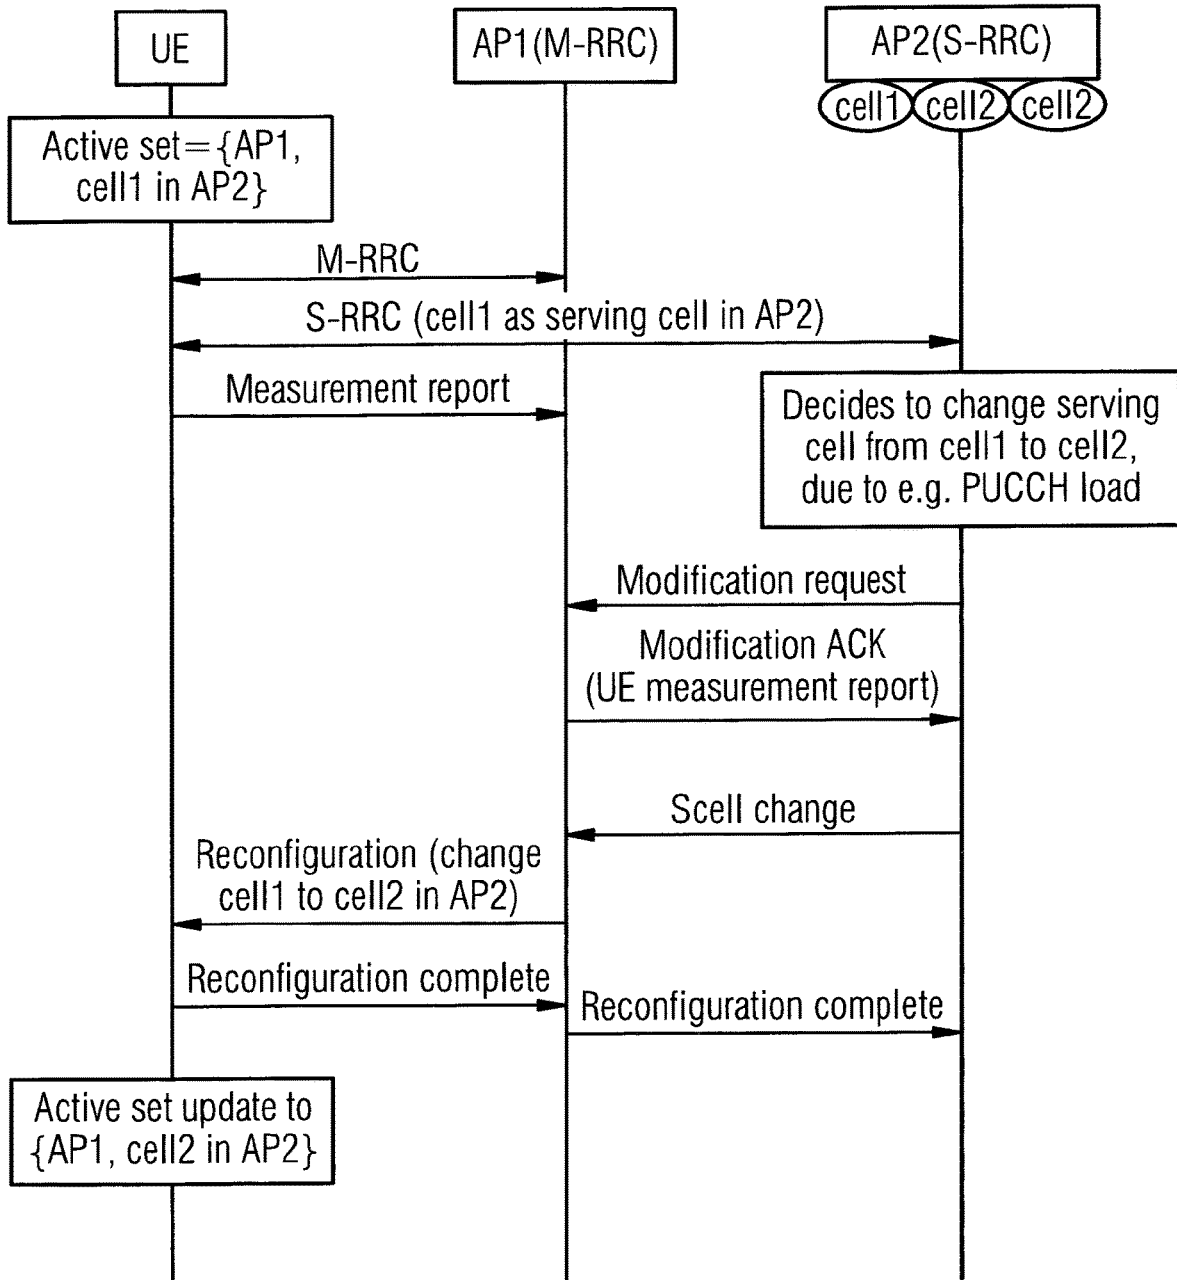 UE
AP1(M-RRC)
AP2(S-RRC)
cell1
cell2
cell2
Active set={AP1,
cell1 in AP2}
M-RRC
S-RRC (cell1 as serving cell in AP2)
Measurement report
Decides to change serving
cell from cell1 to cell2,
due to e.g. PUCCH load
Modification request
Modification ACK
(UE measurement report)
Scell change
Reconfiguration (change
cell1 to cell2 in AP2)
Reconfiguration complete
Reconfiguration complete
Active set update to
{AP1, cell2 in AP2}